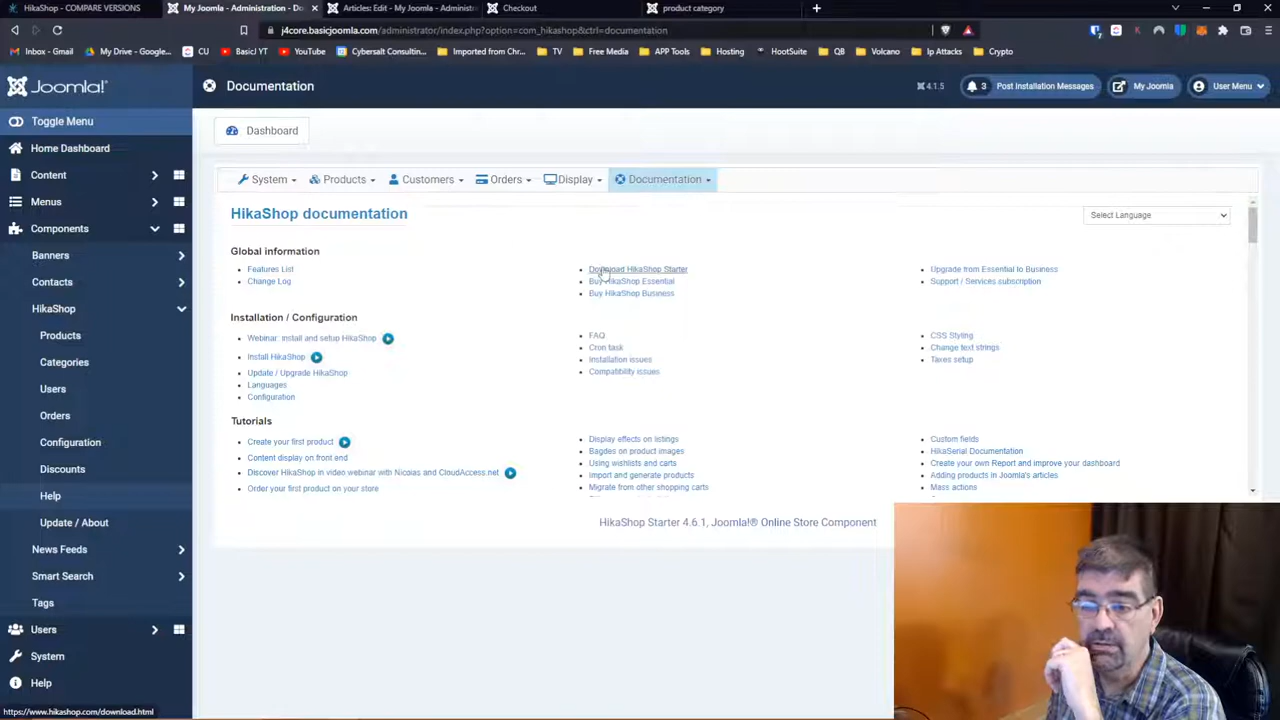 HikaShop - COMPARE VERSIONS
My Joomla - Administration - Do
Articles: Edit - My Joomla - Administ
Checkout
product category
j4core.basicjoomla.com/administrator/index.php?option=com_hikashop&ctrl=documentation
Inbox - Gmail
My Drive - Google...
CU
BasicJ YT
YouTube
Cybersalt Consultin...
Imported from Chr...
TV
Free Media
APP Tools
Hosting
HootSuite
QB
Volcano
Ip Attacks
Crypto
Joomla!
Documentation
4.1.5
3 Post Installation Messages
My Joomla
User Menu
Toggle Menu
Home Dashboard
Content
Menus
Components
Banners
Contacts
HikaShop
Products
Categories
Users
Orders
Configuration
Discounts
Help
Update / About
News Feeds
Smart Search
Tags
Users
System
Help
Dashboard
System
Products
Customers
Orders
Display
Documentation
HikaShop documentation
Select Language
Global information
Features List
Change Log
Download HikaShop Starter
Buy HikaShop Essential
Buy HikaShop Business
Upgrade from Essential to Business
Support / Services subscription
Installation / Configuration
Webinar: install and setup HikaShop
Install HikaShop
Update / Upgrade HikaShop
Languages
Configuration
FAQ
Cron task
Installation issues
Compatibility issues
CSS Styling
Change text strings
Taxes setup
Tutorials
Create your first product
Content display on front end
Discover HikaShop in video webinar with Nicolas and CloudAccess.net
Order your first product on your store
Display effects on listings
Bagdes on product images
Using wishlists and carts
Import and generate products
Migrate from other shopping carts
Custom fields
HikaSerial Documentation
Create your own Report and improve your dashboard
Adding products in Joomla's articles
Mass actions
HikaShop Starter 4.6.1, Joomla!® Online Store Component
https://www.hikashop.com/download.html